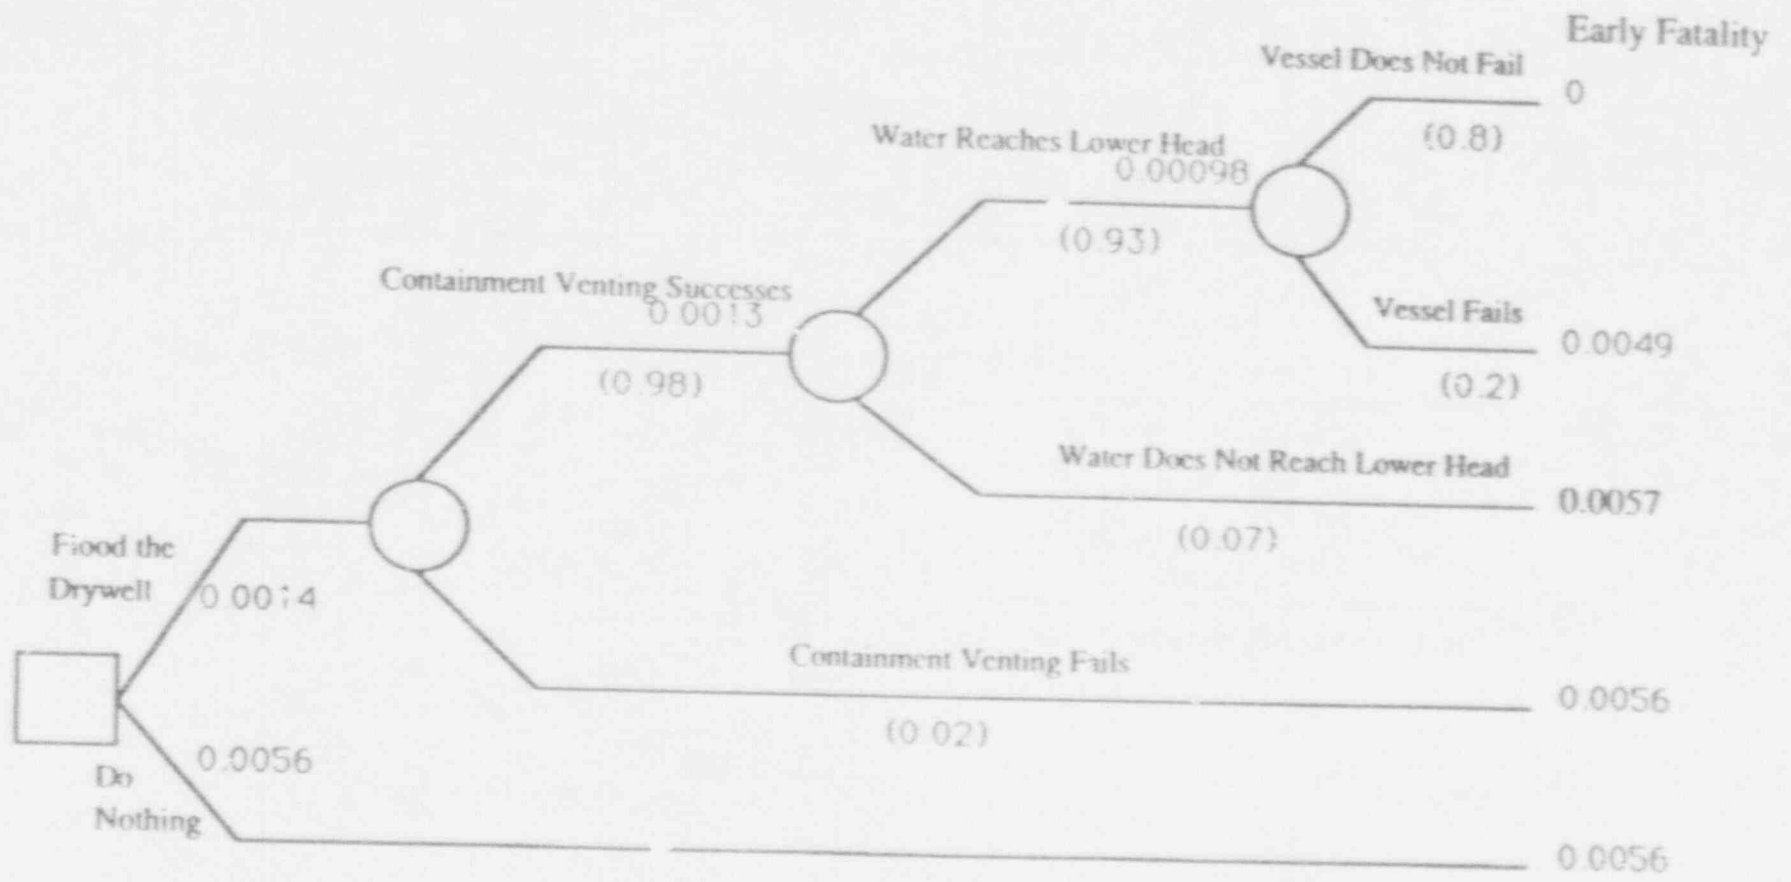 Early Fatality
Vessel Does Not Fail
0
(0.8)
Water Reaches Lower Head
0.00098
(0.93)
Containment Venting Successes
0.0013
(0.98)
Vessel Fails
0.0049
(0.2)
Water Does Not Reach Lower Head
0.0057
(0.07)
Flood the
Drywell
0.0014
Containment Venting Fails
0.0056
(0.02)
0.0056
Do
Nothing
0.0056